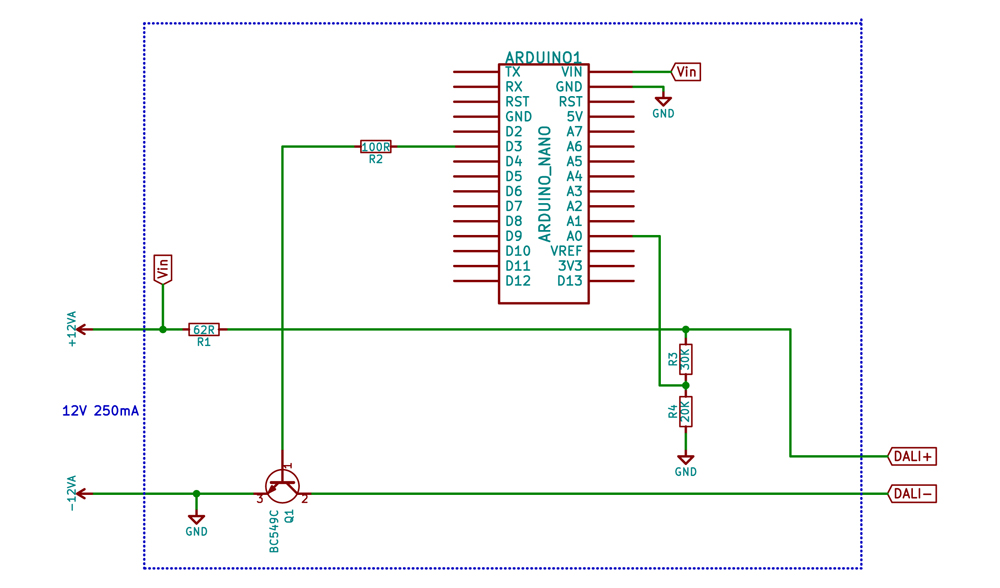 ARDUINO1
TX VIN
Vin
RX GND
RST RST
GND
GND 5V
D2 A7
D3 A6
100R
R2
D4 A5
D5 A4
D6 A3
D7 A2
D8 A1
D9 A0
D10 VREF
D11 3V3
D12 D13
ARDUINO_NANO
Vin
+12VA
62R
R1
R3
30K
12V 250mA
R4
20K
GND
DALI+
-12VA
1
3
2
GND
BC549C
Q1
DALI-